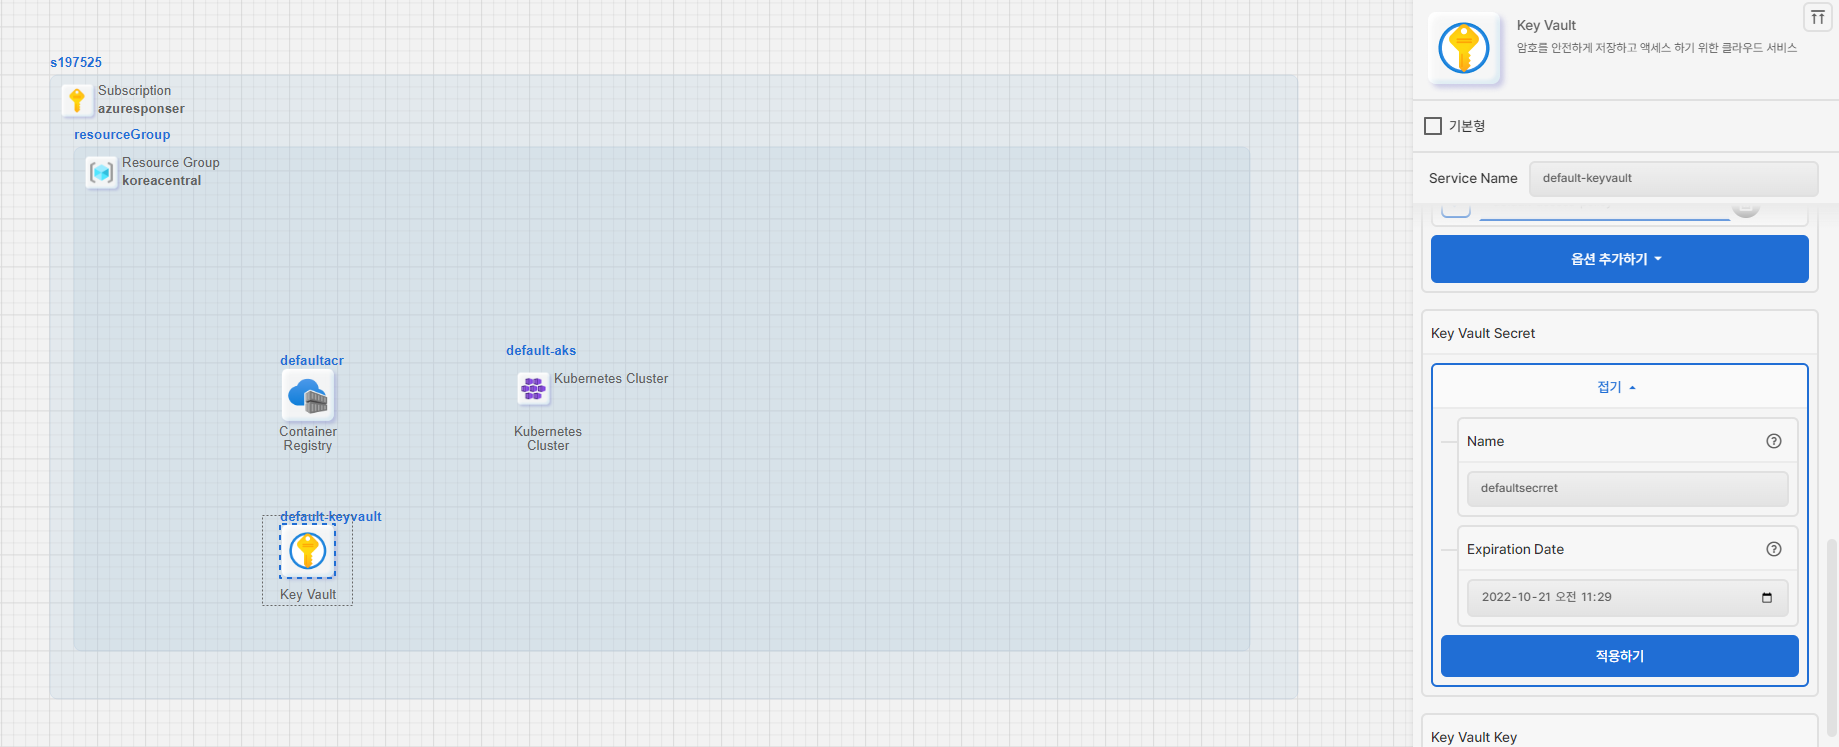 s197525
Subscription
azuresponser
resourceGroup
Resource Group
koreacentral
defaultacr
Container
Registry
default-aks
Kubernetes Cluster
Kubernetes
Cluster
default-keyvault
Key Vault
Key Vault
암호를 안전하게 저장하고 액세스 하기 위한 클라우드 서비스
기본형
Service Name
default-keyvault
옵션 추가하기
Key Vault Secret
접기
Name
defaultsecrret
Expiration Date
2022-10-21 오전 11:29
적용하기
Key Vault Key